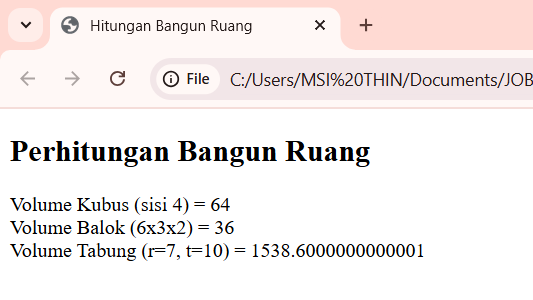 Hitungan Bangun Ruang
File C:/Users/MSI%20THIN/Documents/JOB
Perhitungan Bangun Ruang
Volume Kubus (sisi 4) = 64
Volume Balok (6x3x2) = 36
Volume Tabung (r=7, t=10) = 1538.6000000000001